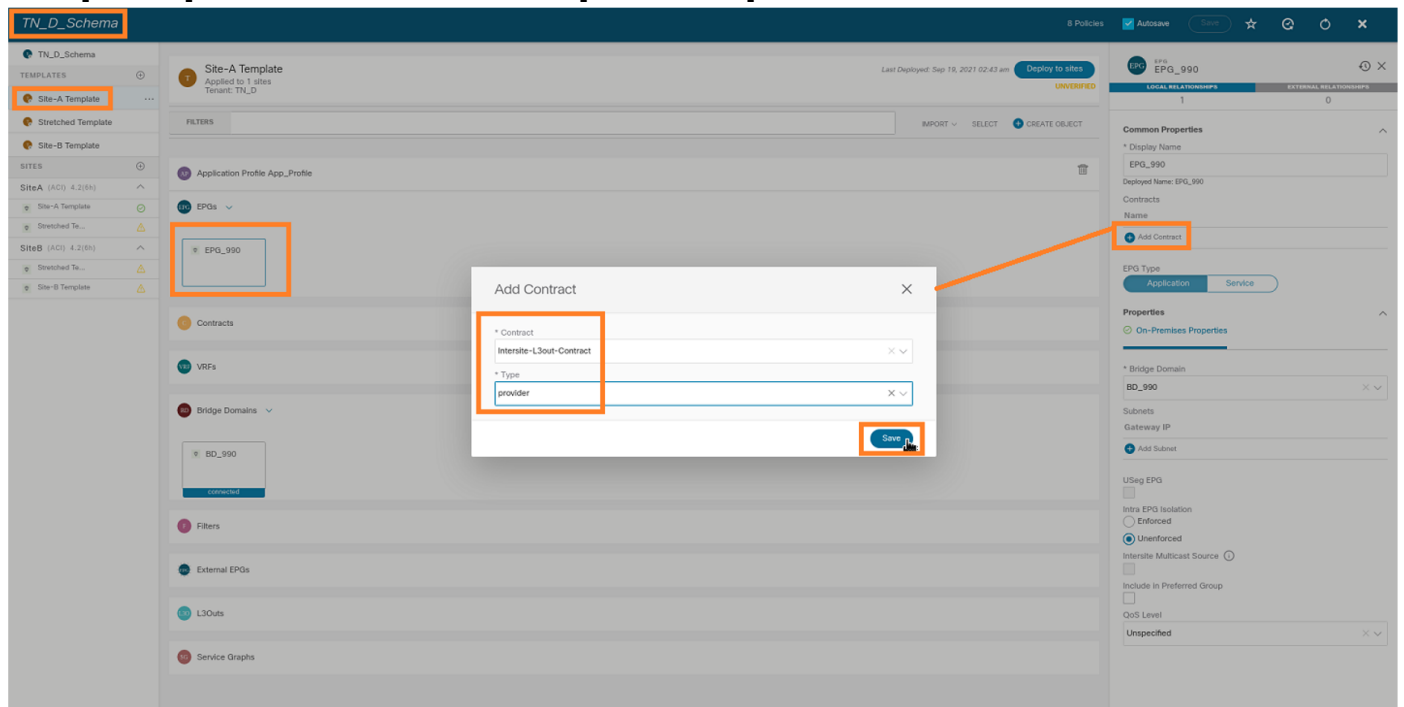 TN_D_Schema
8 Policies
Autosave
Save
TN_D_Schema
TEMPLATES
Site-A Template
Stretched Template
Site-B Template
SITES
SiteA (ACI) 4.2(6h)
Site-A Template
Stretched Te...
SiteB (ACI) 4.2(6h)
Stretched Te...
Site-B Template
T
Site-A Template
Applied to 1 sites
Tenant: TN_D
Last Deployed: Sep 19, 2021 02:43 am
Deploy to sites
UNVERIFIED
FILTERS
IMPORT
SELECT
CREATE OBJECT
AP
Application Profile App_Profile
EPG
EPGs
EPG_990
C
Contracts
VRF
VRFs
BD
Bridge Domains
BD_990
connected
F
Filters
External EPGs
L3O
L3Outs
SG
Service Graphs
Add Contract
* Contract
Intersite-L3out-Contract
* Type
provider
Save
EPG
EPG
EPG_990
LOCAL RELATIONSHIPS
1
EXTERNAL RELATIONSHIPS
0
Common Properties
* Display Name
EPG_990
Deployed Name: EPG_990
Contracts
Name
Add Contract
EPG Type
Application
Service
Properties
On-Premises Properties
* Bridge Domain
BD_990
Subnets
Gateway IP
Add Subnet
USeg EPG
Intra EPG Isolation
Enforced
Unenforced
Intersite Multicast Source
Include in Preferred Group
QoS Level
Unspecified